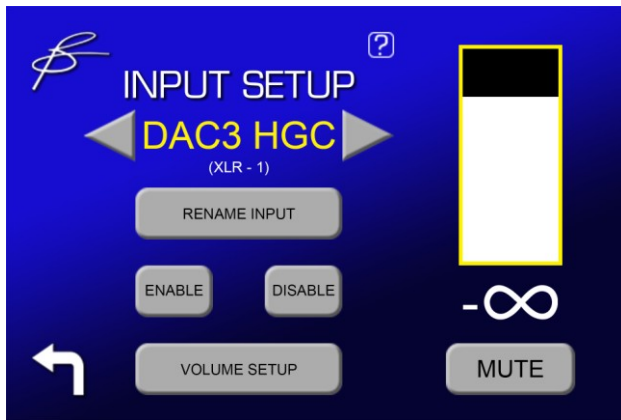 ?
INPUT SETUP
DAC3 HGC
(XLR - 1)
RENAME INPUT
ENABLE
DISABLE
VOLUME SETUP
-∞
MUTE